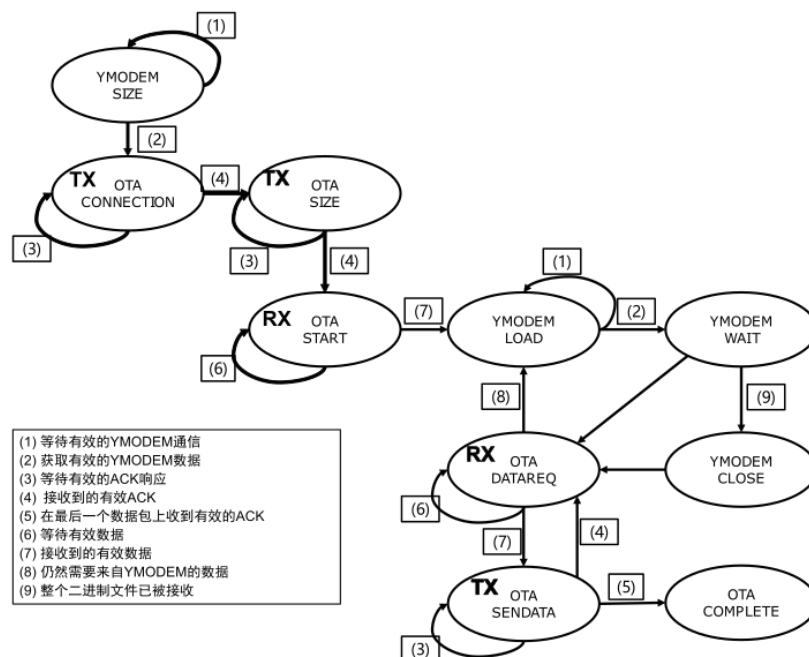 (1)
YMODEM
SIZE
(2)
TX
OTA
CONNECTION
(4)
TX
OTA
SIZE
(3)
(3)
(4)
RX
OTA
START
(7)
(1)
YMODEM
LOAD
(2)
YMODEM
WAIT
(6)
(8)
(9)
RX
OTA
DATAREQ
YMODEM
CLOSE
(6)
(7)
(4)
TX
OTA
SENDATA
(5)
OTA
COMPLETE
(3)
(1) 等待有效的YMODEM通信
(2) 获取有效的YMODEM数据
(3) 等待有效的ACK响应
(4) 接收到的有效ACK
(5) 在最后一个数据包上收到有效的ACK
(6) 等待有效数据
(7) 接收到的有效数据
(8) 仍然需要来自YMODEM的数据
(9) 整个二进制文件已被接收